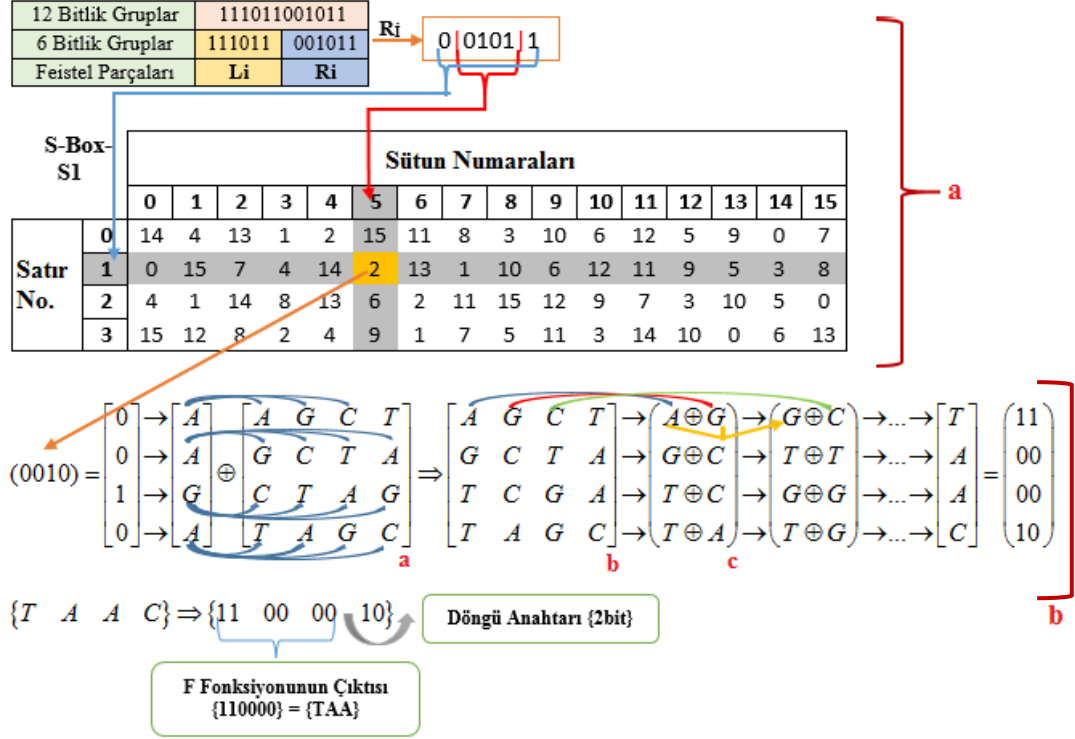 12 Bitlik Gruplar 111011001011
6 Bitlik Gruplar 111011 001011
Feistel Parçaları Li Ri
Rİ
0 0101 1
S-Box-S1
Sütun Numaraları
0 1 2 3 4 5 6 7 8 9 10 11 12 13 14 15
Satır No.
0 14 4 13 1 2 15 11 8 3 10 6 12 5 9 0 7
1 0 15 7 4 14 2 13 1 10 6 12 11 9 5 3 8
2 4 1 14 8 13 6 2 11 15 12 9 7 3 10 5 0
3 15 12 8 2 4 9 1 7 5 11 3 14 10 0 6 13
a
0 → A A G C T A G C T → (A⊕G) → (G⊕C) →...→ T 11
0 → A G C T A G C T A → G⊕C → T⊕T →...→ A 00
(0010) = ⊕ ⇒ =
1 → G C T A G T C G A → T⊕C → G⊕G →...→ A 00
0 → A T A G C T A G C → T⊕A → T⊕G →...→ C 10
a b c
b
{T A A C} ⇒ {11 00 00 10}
Döngü Anahtarı {2bit}
F Fonksiyonunun Çıktısı
{110000} = {TAA}